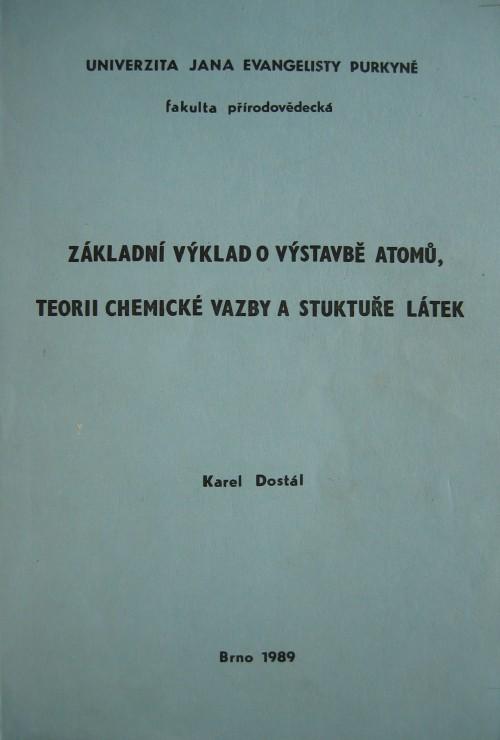 UNIVERZITA JANA EVANGELISTY PURKYNĚ
fakulta přírodovědecká
ZÁKLADNÍ VÝKLAD O VÝSTAVBĚ ATOMŮ,
TEORII CHEMICKÉ VAZBY A STUKTUŘE LÁTEK
Karel Dostál
Brno 1989